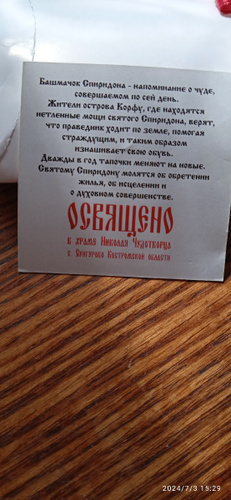 Башмачок Спиридона - напоминание о чуде,
совершаемом по сей день.
Жители острова Корфу, где находятся
нетленные мощи святого Спиридона, верят,
что праведник ходит по земле, помогая
страждущим, и таким образом
изнашивает свою обувь.
Дважды в год тапочки меняют на новые.
Святому Спиридону молятся об обретении
жилья, об исцелении и
о духовном совершенстве.
ОСВЯЩЕНО
в храме Николая Чудотворца
Костромской области
2024/7/3 15:29